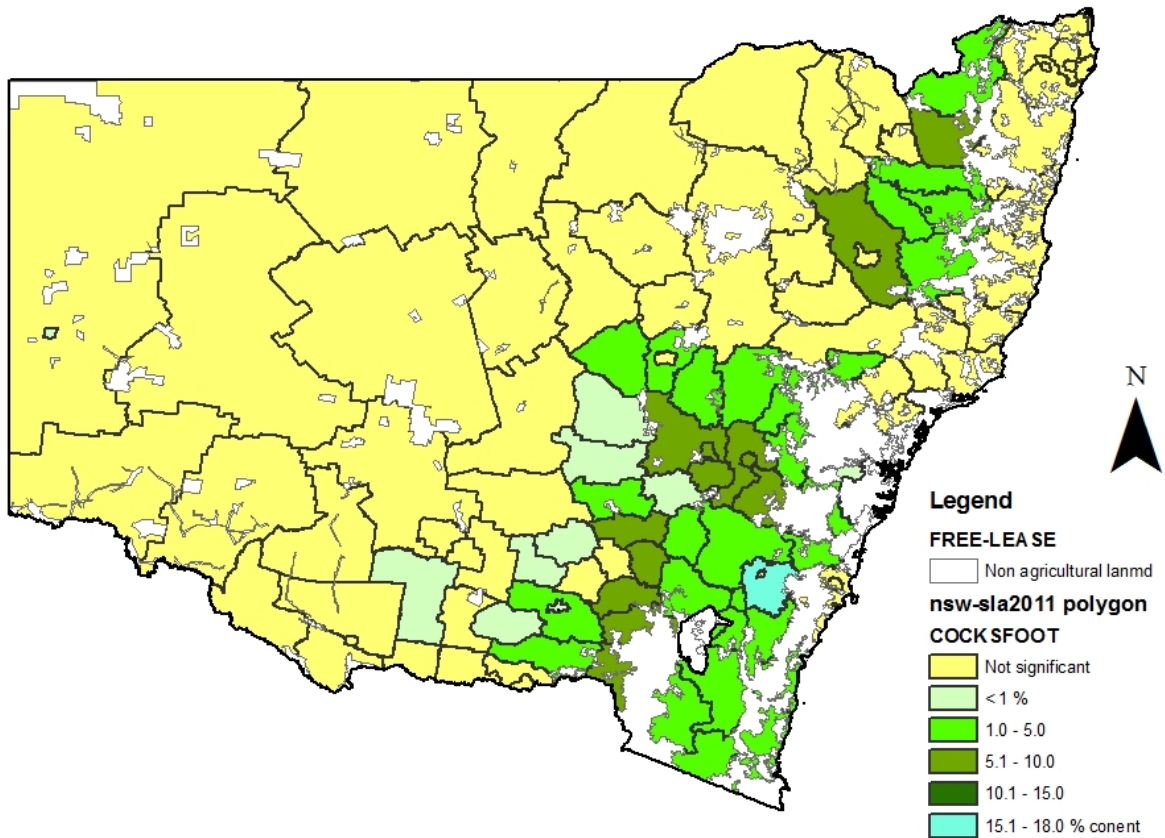 N
Legend
FREE-LEASE
Non agricultural lanmd
nsw-sla2011 polygon
COCKSFOOT
Not significant
< 1 %
1.0 - 5.0
5.1 - 10.0
10.1 - 15.0
15.1 - 18.0 % conent